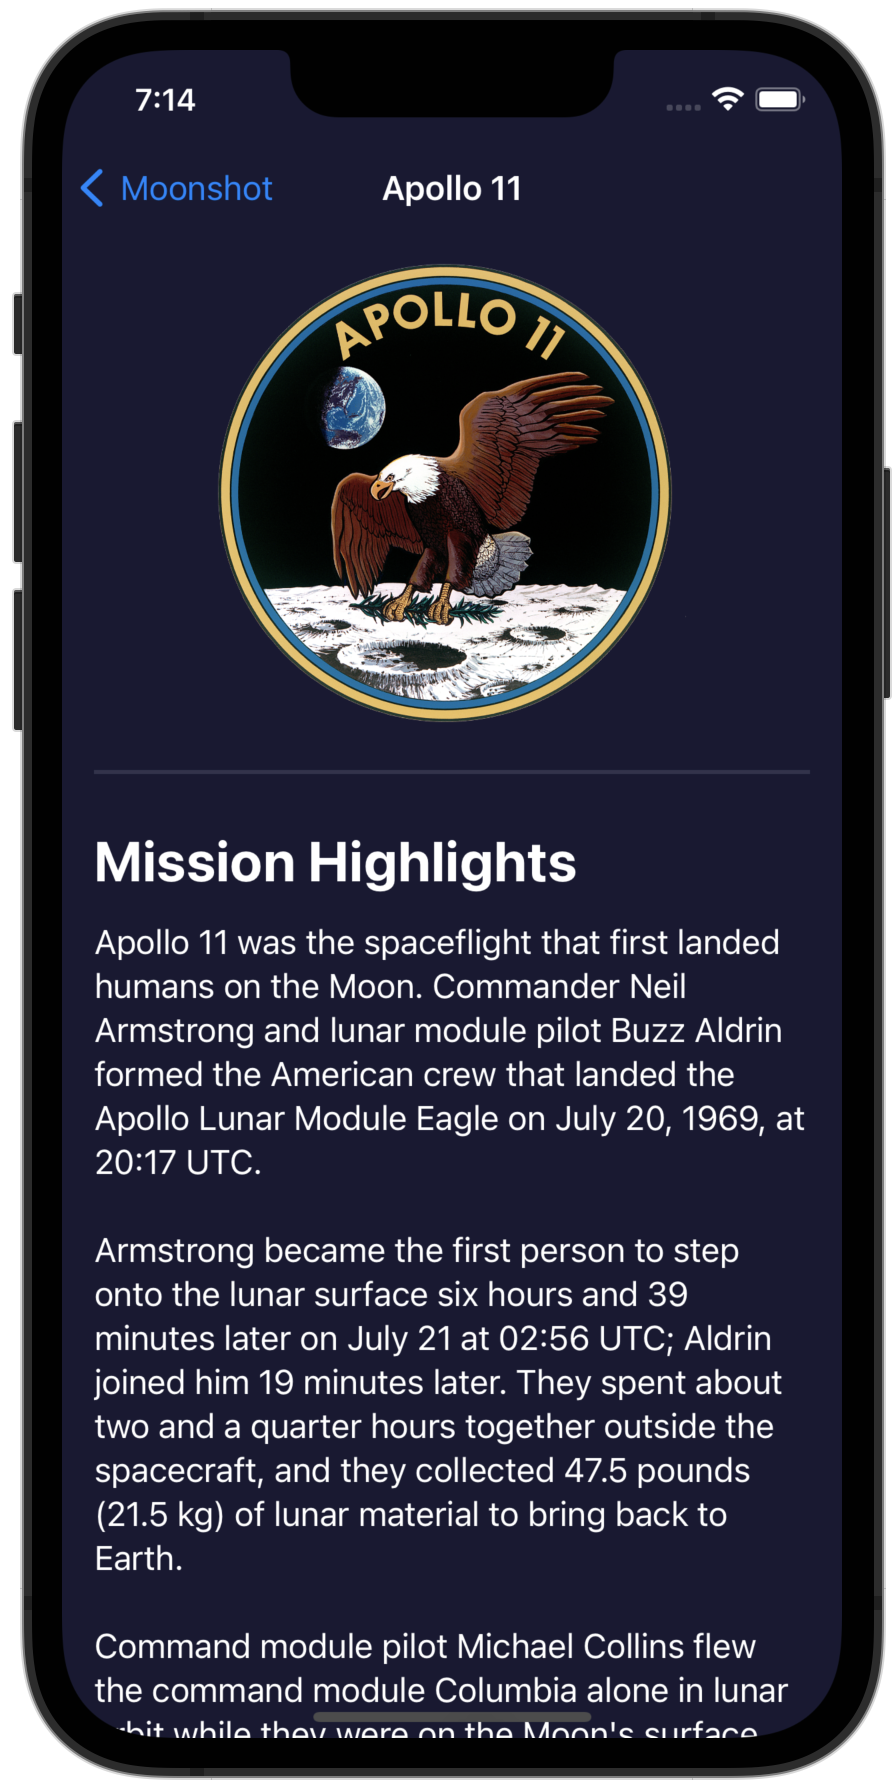 7:14
Moonshot
Apollo 11
APOLLO 11
Mission Highlights
Apollo 11 was the spaceflight that first landed
humans on the Moon. Commander Neil
Armstrong and lunar module pilot Buzz Aldrin
formed the American crew that landed the
Apollo Lunar Module Eagle on July 20, 1969, at
20:17 UTC.
Armstrong became the first person to step
onto the lunar surface six hours and 39
minutes later on July 21 at 02:56 UTC; Aldrin
joined him 19 minutes later. They spent about
two and a quarter hours together outside the
spacecraft, and they collected 47.5 pounds
(21.5 kg) of lunar material to bring back to
Earth.
Command module pilot Michael Collins flew
the command module Columbia alone in lunar
orbit while they were on the Moon's surface